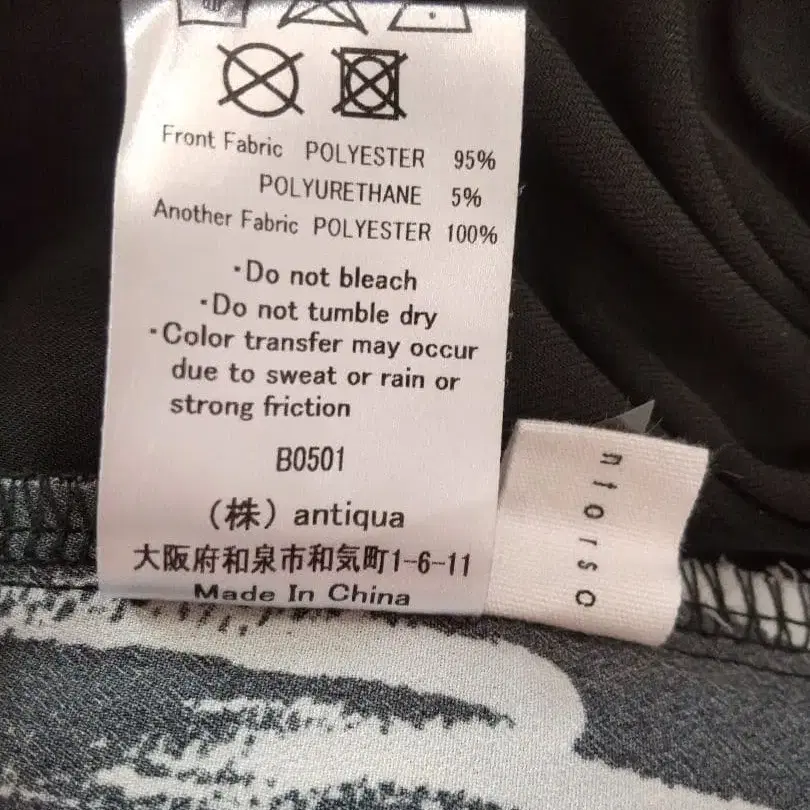 Front Fabric POLYESTER 95%
POLYURETHANE 5%
Another Fabric POLYESTER 100%
・Do not bleach
・Do not tumble dry
・Color transfer may occur
due to sweat or rain or
strong friction
B0501
(株) antiqua
大阪府和泉市和気町1-6-11
Made In China
ntorso